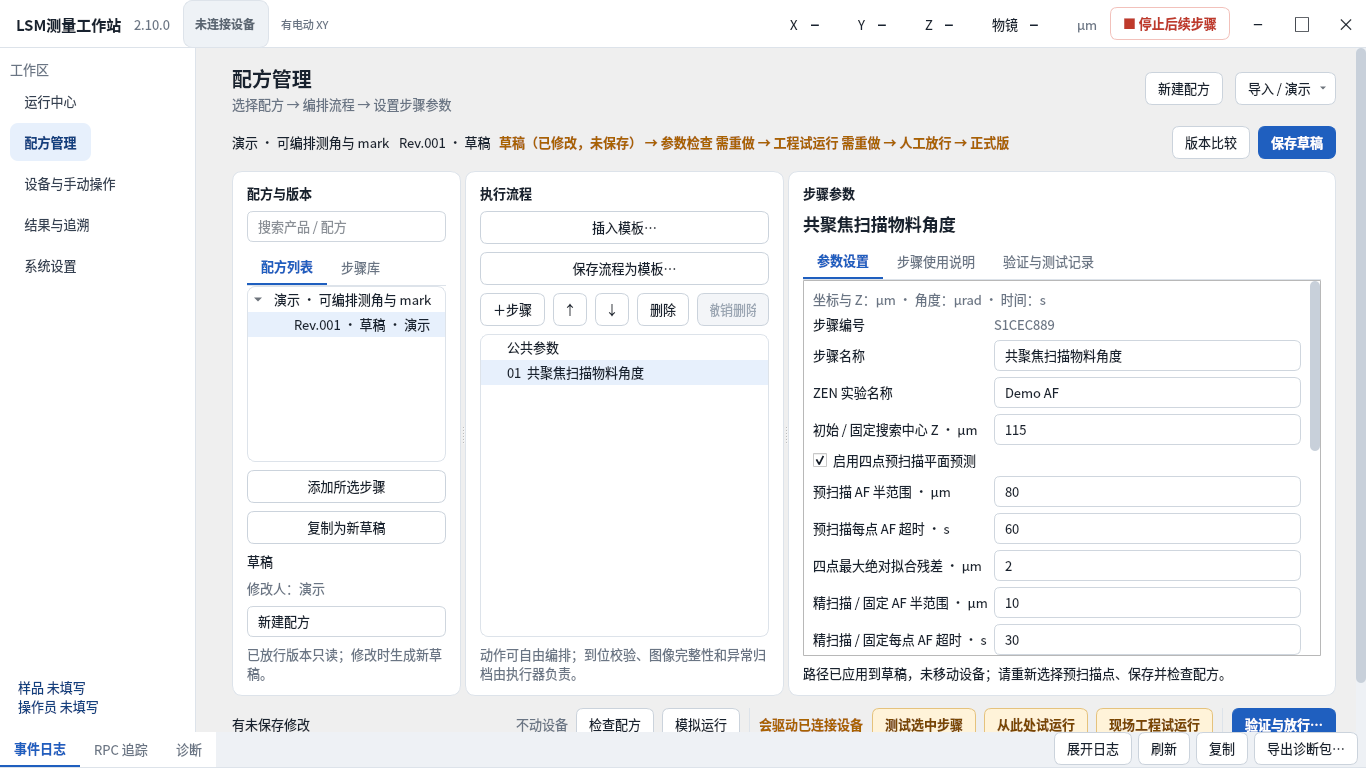 LSM测量工作站 2.10.0 未连接设备 有电动 XY X — Y — Z — 物镜 — μm 停止后续步骤
工作区
运行中心
配方管理
设备与手动操作
结果与追溯
系统设置
样品 未填写
操作员 未填写
配方管理
选择配方 → 编排流程 → 设置步骤参数
新建配方 导入 / 演示
演示 · 可编排测角与 mark Rev.001 · 草稿 草稿（已修改，未保存） → 参数检查 需重做 → 工程试运行 需重做 → 人工放行 → 正式版
版本比较 保存草稿
配方与版本
搜索产品 / 配方
配方列表 步骤库
演示 · 可编排测角与 mark
Rev.001 · 草稿 · 演示
添加所选步骤
复制为新草稿
草稿
修改人：演示
新建配方
已放行版本只读；修改时生成新草
稿。
执行流程
插入模板…
保存流程为模板…
＋步骤 ↑ ↓ 删除 撤销删除
公共参数
01 共聚焦扫描物料角度
动作可自由编排；到位校验、图像完整性和异常归
档由执行器负责。
步骤参数
共聚焦扫描物料角度
参数设置 步骤使用说明 验证与测试记录
坐标与 Z：μm · 角度：μrad · 时间：s
步骤编号 S1CEC889
步骤名称 共聚焦扫描物料角度
ZEN 实验名称 Demo AF
初始 / 固定搜索中心 Z · μm 115
启用四点预扫描平面预测
预扫描 AF 半范围 · μm 80
预扫描每点 AF 超时 · s 60
四点最大绝对拟合残差 · μm 2
精扫描 / 固定 AF 半范围 · μm 10
精扫描 / 固定每点 AF 超时 · s 30
路径已应用到草稿，未移动设备；请重新选择预扫描点、保存并检查配方。
有未保存修改 不动设备 检查配方 模拟运行 会驱动已连接设备 测试选中步骤 从此处试运行 现场工程试运行 验证与放行…
事件日志 RPC 追踪 诊断 展开日志 刷新 复制 导出诊断包…